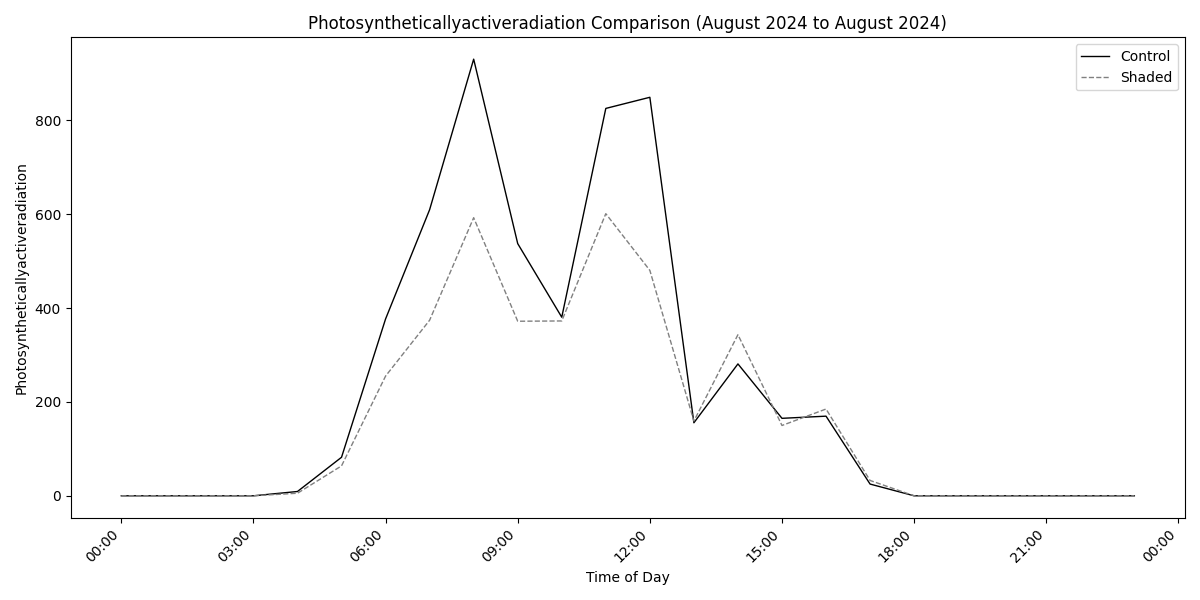 Photosyntheticallyactiveradiation Comparison (August 2024 to August 2024)
Control
Shaded
Photosyntheticallyactiveradiation
800
600
400
200
0
00:00
03:00
06:00
09:00
12:00
15:00
18:00
21:00
00:00
Time of Day